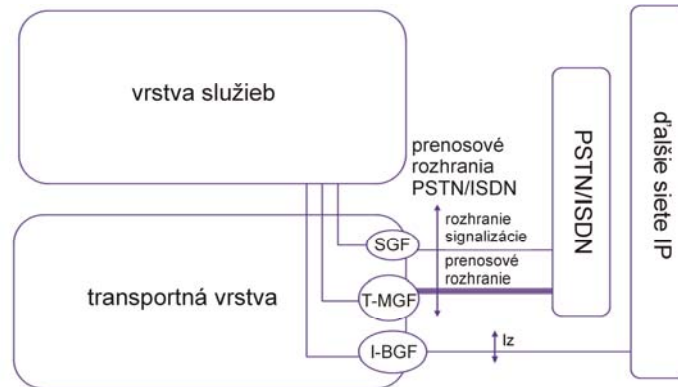 vrstva služieb
prenosové
rozhrania
PSTN/ISDN
rozhranie
signalizácie
prenosové
rozhranie
SGF
T-MGF
I-BGF
transportná vrstva
Iz
PSTN/ISDN
ďalšie siete IP